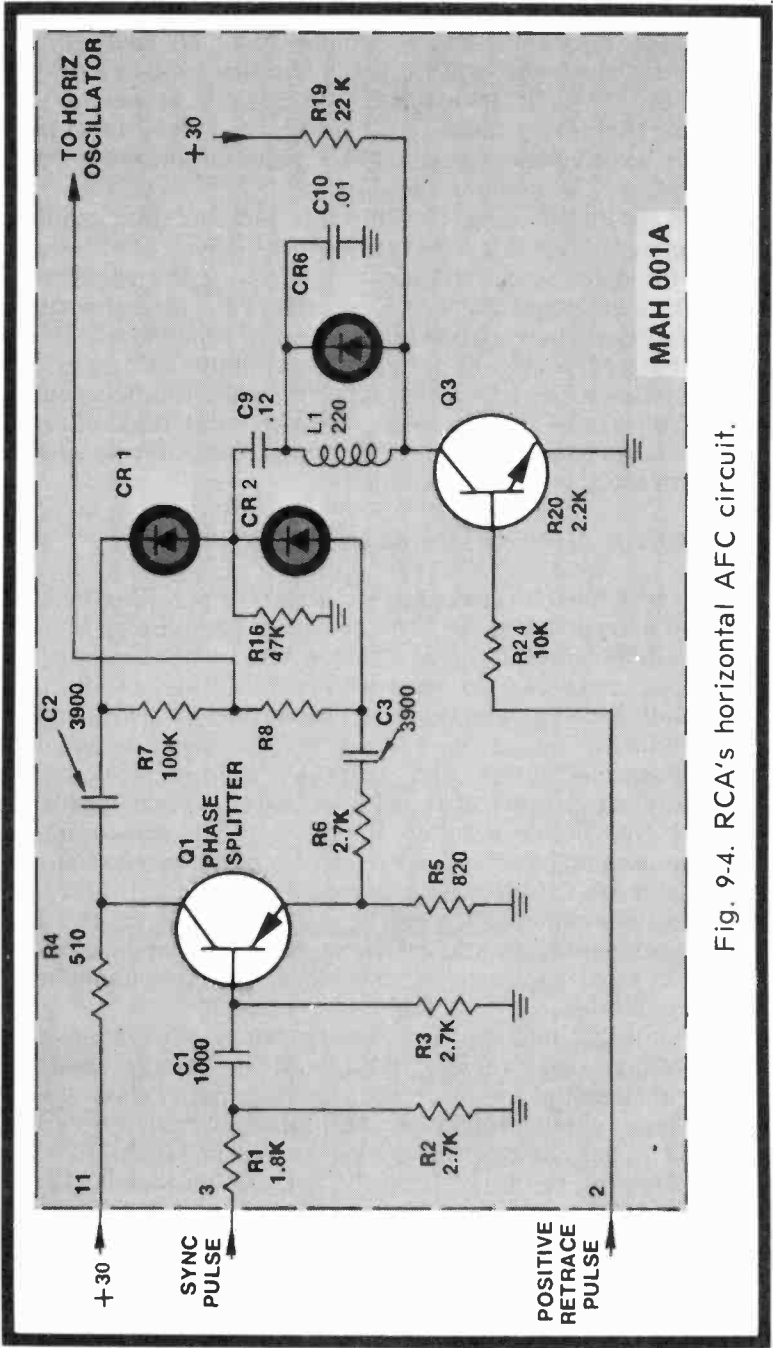 +30
11
R4
510
Q1
PHASE
SPLITTER
C2
3900
R7
100K
CR 1
TO HORIZ
OSCILLATOR
SYNC
PULSE
3
R1
1.8K
C1
1000
R2
2.7K
R3
2.7K
R5
820
R6
2.7K
C3
3900
R8
R16
47K
CR 2
C9
.12
L1
220
CR6
C10
.01
+30
R19
22 K
Q3
R20
2.2K
R24
10K
POSITIVE
RETRACE
PULSE
2
MAH 001A
Fig. 9-4. RCA's horizontal AFC circuit.